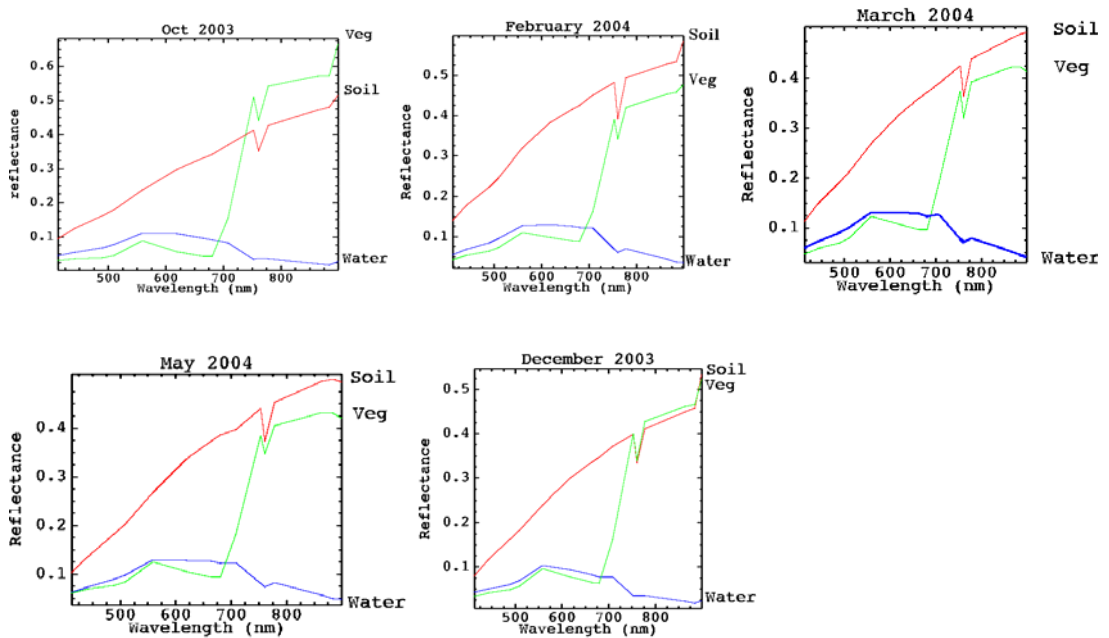 Oct 2003
Veg
Soil
Water
reflectance
0.6
0.5
0.4
0.3
0.2
0.1
500 600 700 800
Wavelength (nm)
February 2004
Soil
Veg
Water
Reflectance
0.5
0.4
0.3
0.2
0.1
500 600 700 800
Wavelength (nm)
March 2004
Soil
Veg
Water
Reflectance
0.4
0.3
0.2
0.1
500 600 700 800
Wavelength (nm)
May 2004
Soil
Veg
Water
Reflectance
0.4
0.3
0.2
0.1
500 600 700 800
Wavelength (nm)
December 2003
Soil
Veg
Water
Reflectance
0.5
0.4
0.3
0.2
0.1
500 600 700 800
Wavelength (nm)